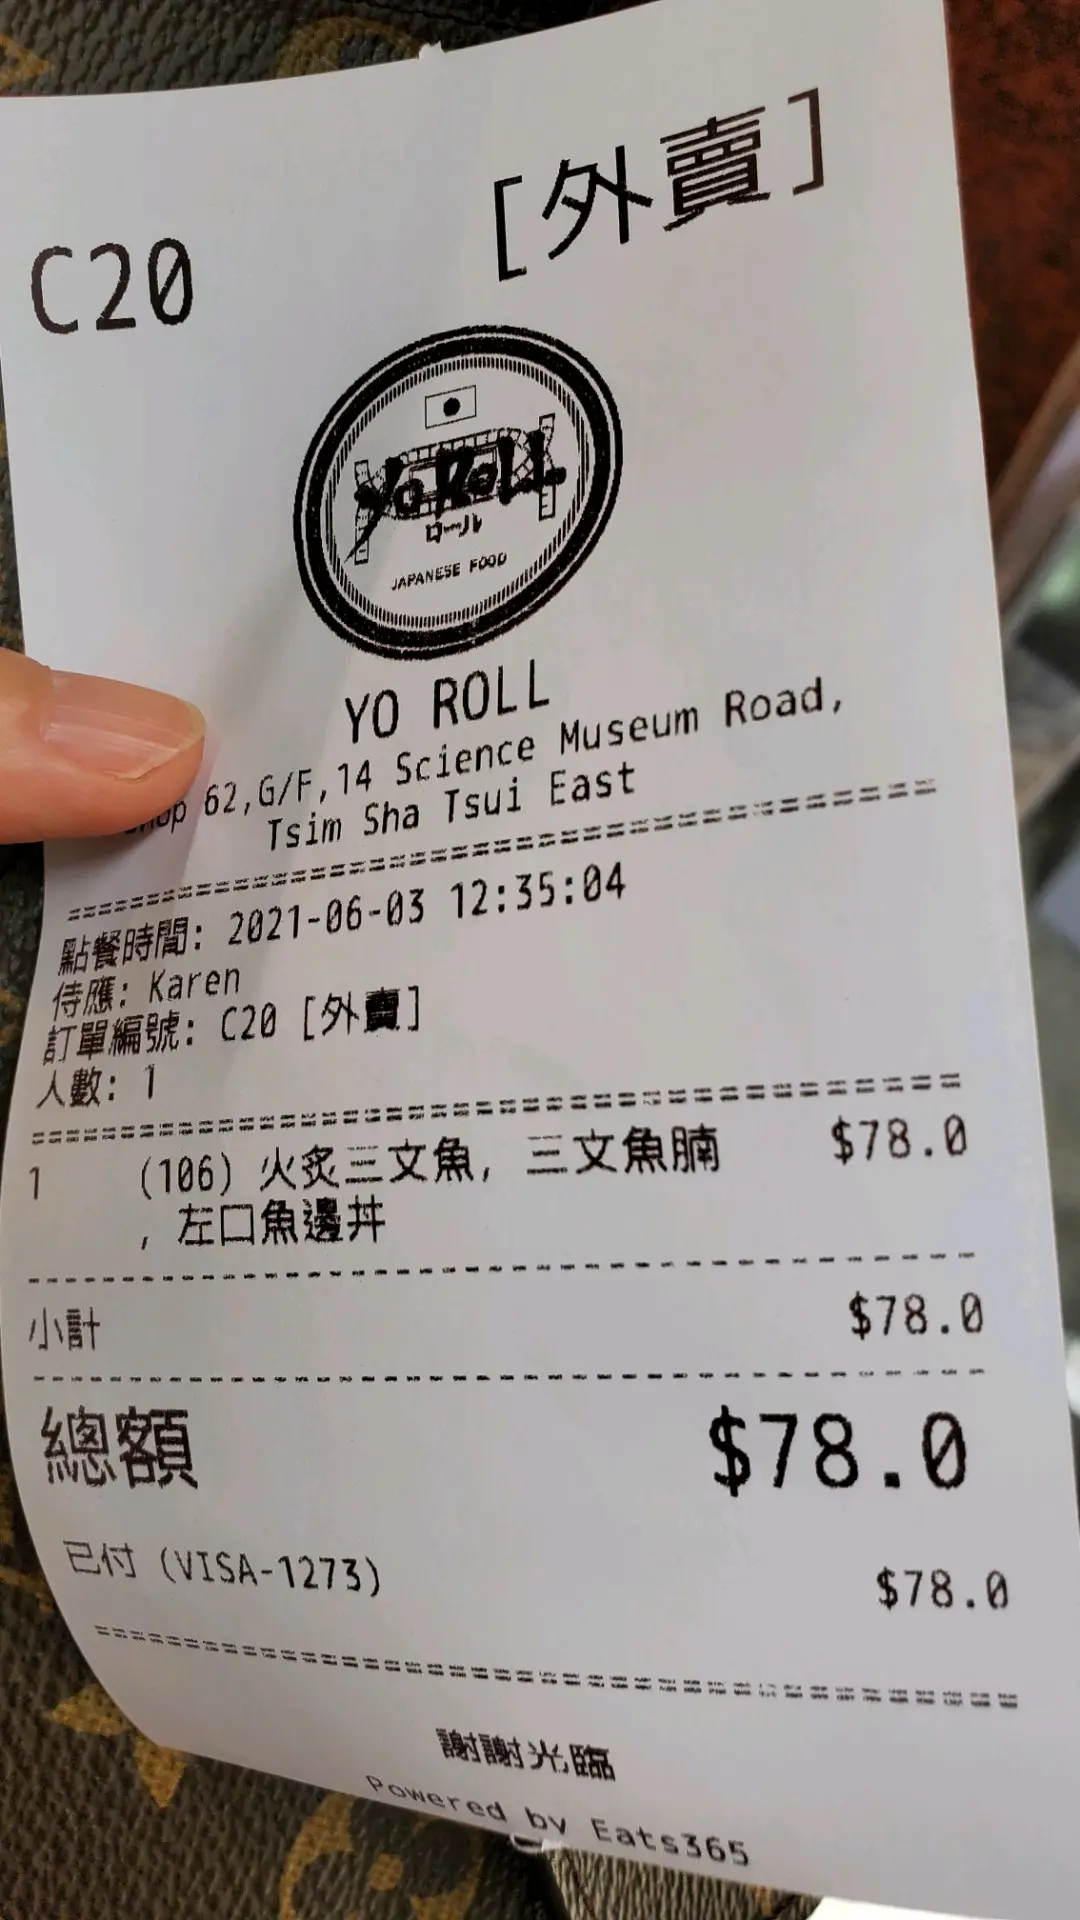 C20
[外賣]
Yo RoLL
ロール
JAPANESE FOOD
YO ROLL
62,G/F,14 Science Museum Road,
Tsim Sha Tsui East
點餐時間: 2021-06-03 12:35:04
侍應: Karen
訂單編號: C20 [外賣]
人數: 1
1 (106) 火炙三文魚, 三文魚腩 $78.0
, 左口魚邊丼
小計 $78.0
總額 $78.0
已付 (VISA-1273) $78.0
謝謝光臨
Powered by Eats365